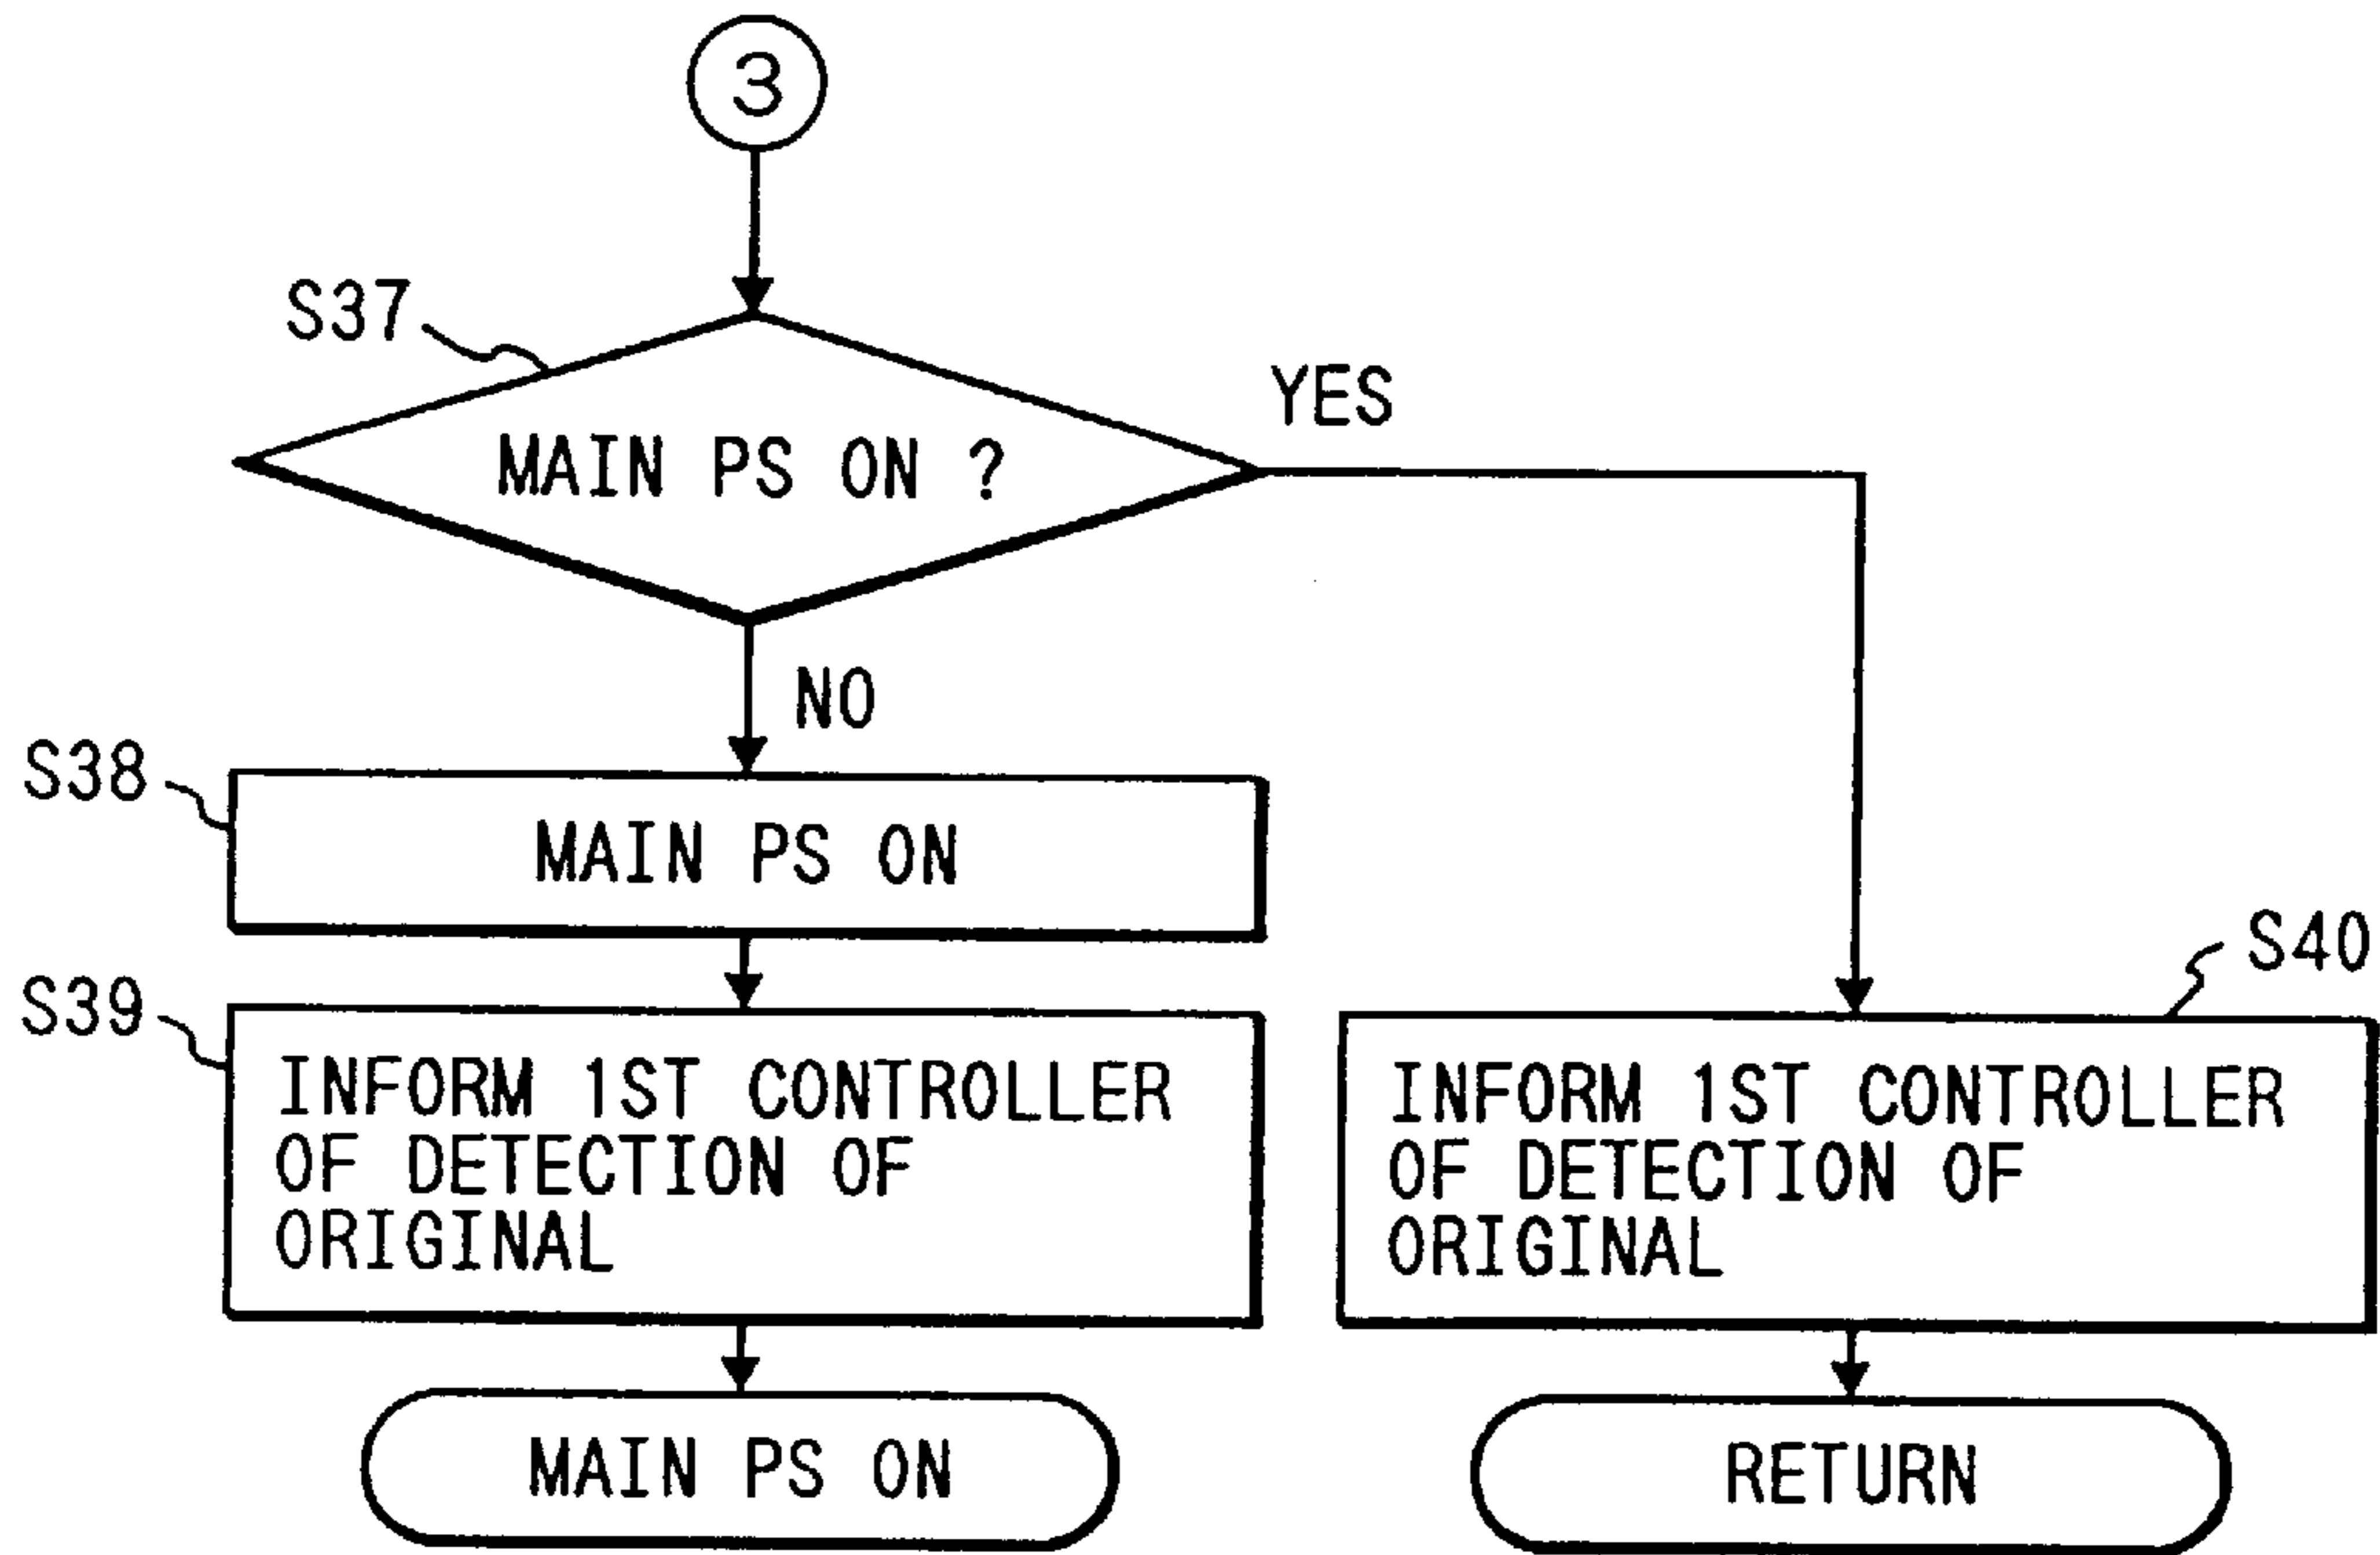 3
S37
MAIN PS ON ?
YES
NO
S38
MAIN PS ON
S39
INFORM 1ST CONTROLLER
OF DETECTION OF
ORIGINAL
S40
INFORM 1ST CONTROLLER
OF DETECTION OF
ORIGINAL
MAIN PS ON
RETURN